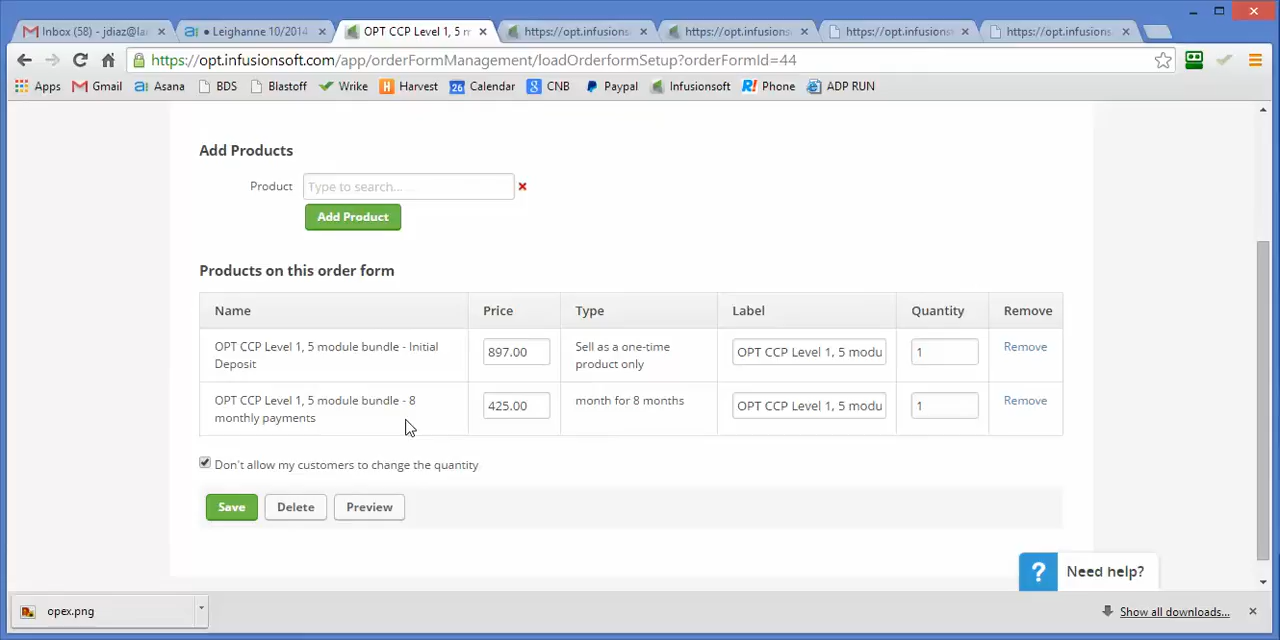 Inbox (58) - jdiaz@la
● Leighanne 10/2014
OPT CCP Level 1, 5 m
https://opt.infusions
https://opt.infusions
https://opt.infusions
https://opt.infusions
https://opt.infusionsoft.com/app/orderFormManagement/loadOrderformSetup?orderFormId=44
Apps Gmail Asana BDS Blastoff Wrike Harvest 26 Calendar CNB Paypal Infusionsoft R! Phone ADP RUN
Add Products
Product Type to search...
Add Product
Products on this order form
Name Price Type Label Quantity Remove
OPT CCP Level 1, 5 module bundle - Initial
Deposit
897.00
Sell as a one-time
product only
OPT CCP Level 1, 5 modu
1
Remove
OPT CCP Level 1, 5 module bundle - 8
monthly payments
425.00
month for 8 months
OPT CCP Level 1, 5 modu
1
Remove
Don't allow my customers to change the quantity
Save Delete Preview
? Need help?
opex.png
Show all downloads...